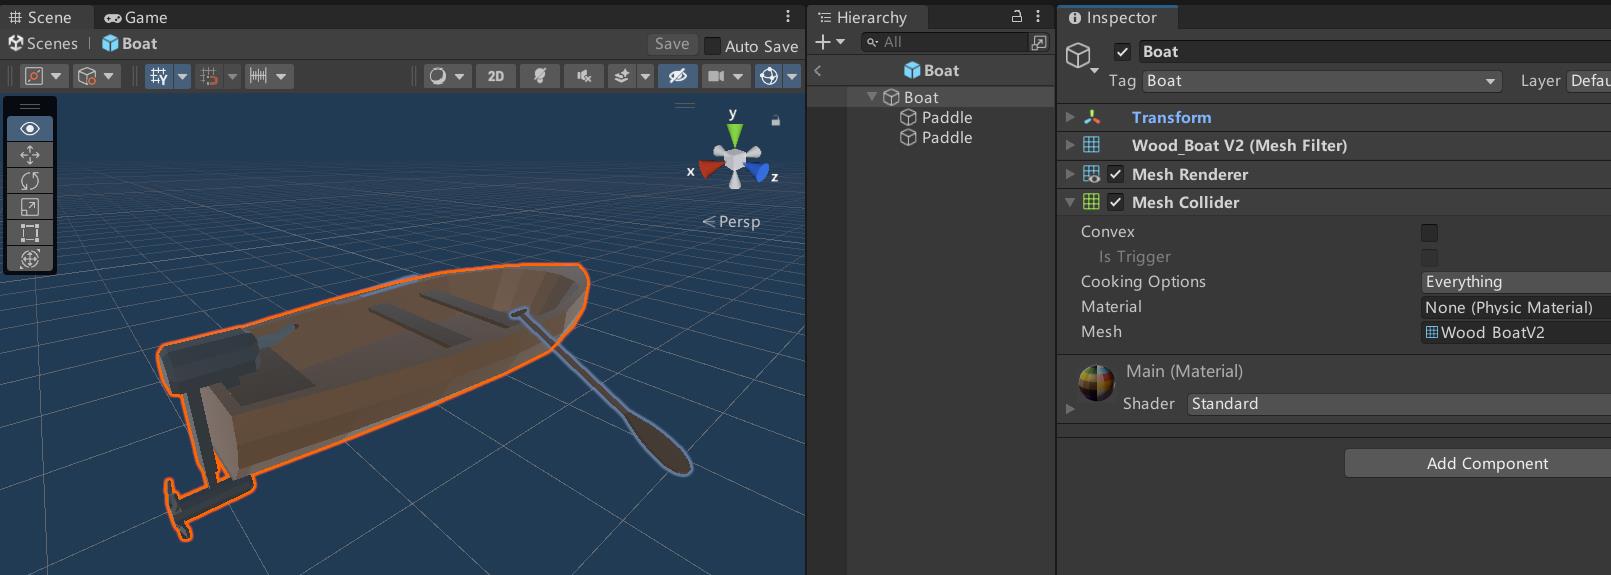 Scene Game
Scenes | Boat Save Auto Save
2D
y
x
z
Persp
Hierarchy
All
Boat
Boat
Paddle
Paddle
Inspector
Boat
Tag Boat Layer Defau
Transform
Wood_Boat V2 (Mesh Filter)
Mesh Renderer
Mesh Collider
Convex
Is Trigger
Cooking Options Everything
Material None (Physic Material)
Mesh Wood BoatV2
Main (Material)
Shader Standard
Add Component